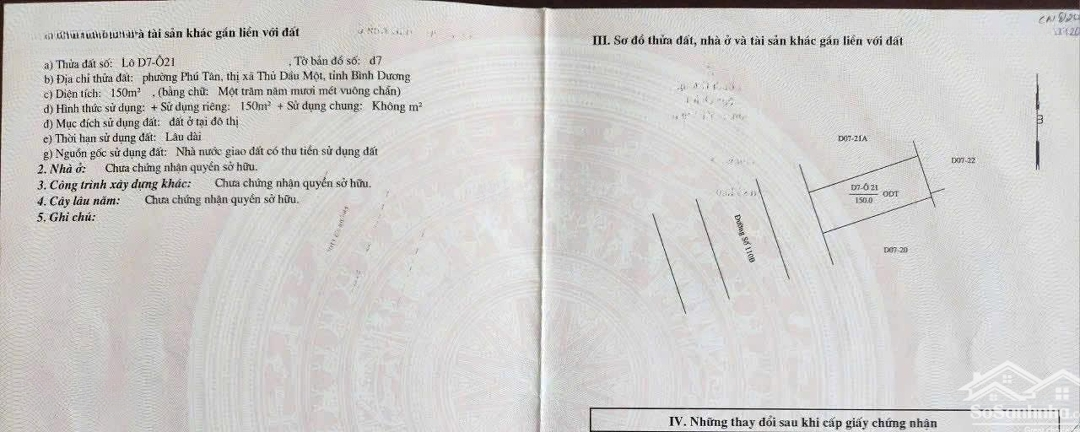 và tài sản khác gắn liền với đất
a) Thửa đất số: Lô D7-Ô21 , Tờ bản đồ số: d7
b) Địa chỉ thửa đất: phường Phú Tân, thị xã Thủ Dầu Một, tỉnh Bình Dương
c) Diện tích: 150m² , (bằng chữ: Một trăm năm mươi mét vuông chẵn)
d) Hình thức sử dụng: + Sử dụng riêng: 150m² + Sử dụng chung: Không m²
đ) Mục đích sử dụng đất: đất ở tại đô thị
e) Thời hạn sử dụng đất: Lâu dài
g) Nguồn gốc sử dụng đất: Nhà nước giao đất có thu tiền sử dụng đất
2. Nhà ở: Chưa chứng nhận quyền sở hữu.
3. Công trình xây dựng khác: Chưa chứng nhận quyền sở hữu.
4. Cây lâu năm: Chưa chứng nhận quyền sở hữu.
5. Ghi chú:
III. Sơ đồ thửa đất, nhà ở và tài sản khác gắn liền với đất
B
D07-21A
D07-22
D7-Ô 21
150.0
ODT
Đường Số 110D
D07-20
IV. Những thay đổi sau khi cấp giấy chứng nhận
SoSanhnha